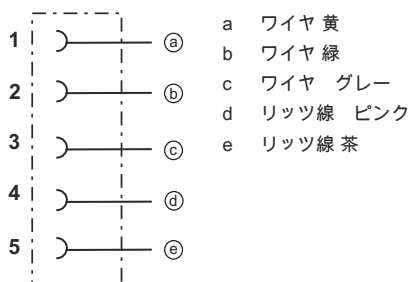 1 ⓐ
2 ⓑ
3 ⓒ
4 ⓓ
5 ⓔ
a ワイヤ 黄
b ワイヤ 緑
c ワイヤ　グレー
d リッツ線　ピンク
e リッツ線 茶